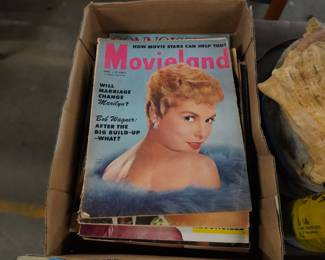 CONNOISSEUR
HOW MOVIE STARS CAN HELP YOU!
Movieland
WILL
MARRIAGE
CHANGE
Marilyn?
Bob Wagner:
AFTER THE
BIG BUILD-UP
—WHAT?